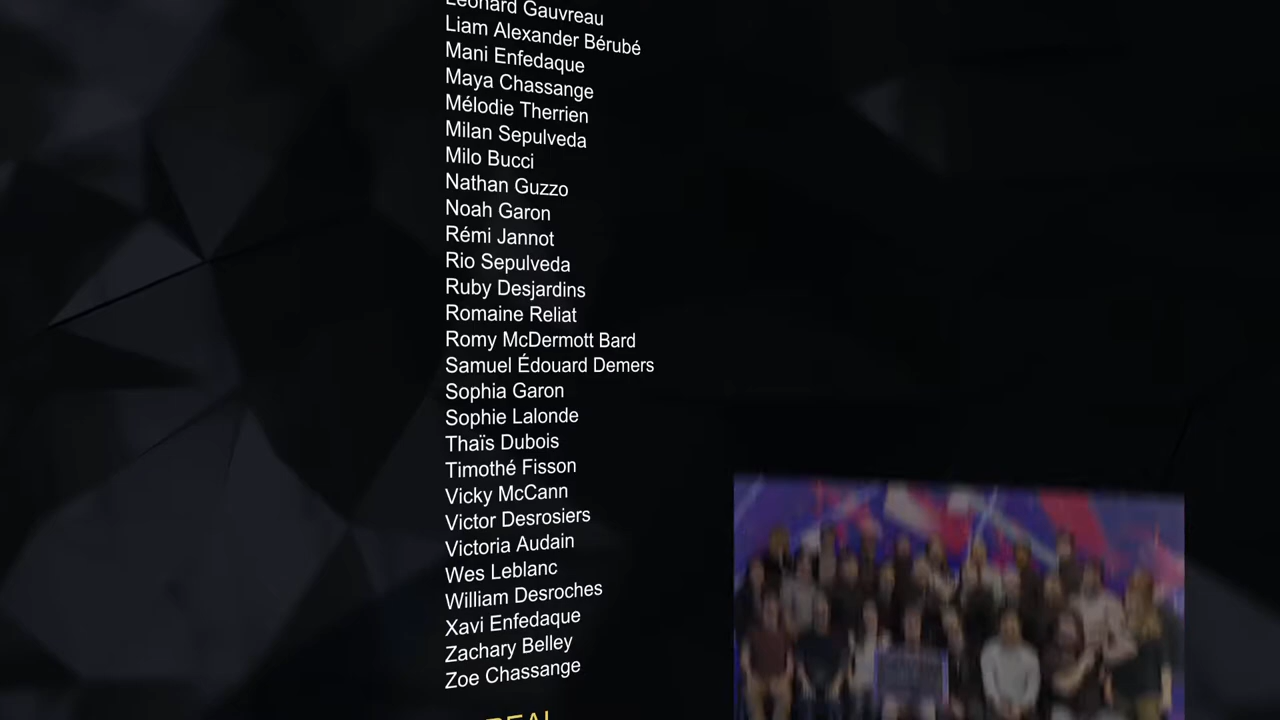 Leonard Gauvreau
Liam Alexander Bérubé
Mani Enfedaque
Maya Chassange
Mélodie Therrien
Milan Sepulveda
Milo Bucci
Nathan Guzzo
Noah Garon
Rémi Jannot
Rio Sepulveda
Ruby Desjardins
Romaine Reliat
Romy McDermott Bard
Samuel Édouard Demers
Sophia Garon
Sophie Lalonde
Thaïs Dubois
Timothé Fisson
Vicky McCann
Victor Desrosiers
Victoria Audain
Wes Leblanc
William Desroches
Xavi Enfedaque
Zachary Belley
Zoe Chassange